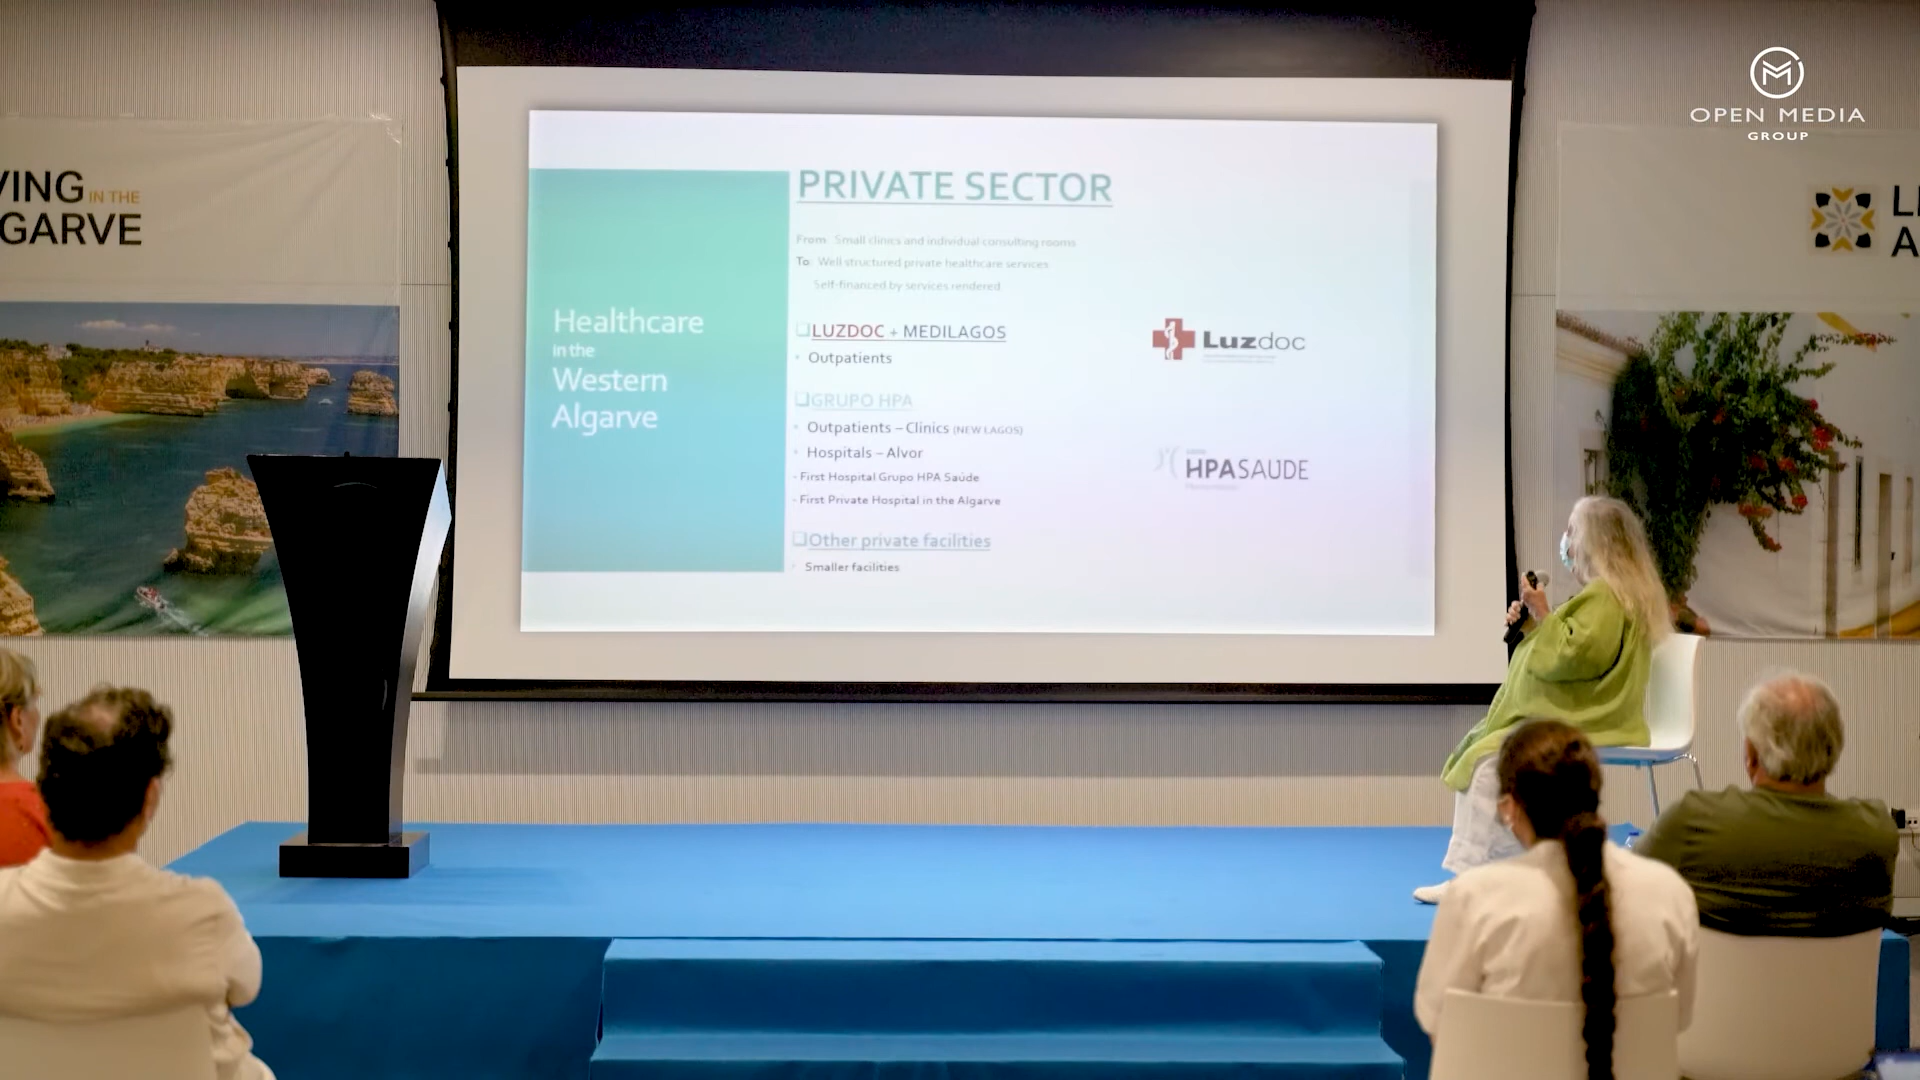 OPEN MEDIA
GROUP
VING IN THE
GARVE
PRIVATE SECTOR
From: Small clinics and individual consulting rooms
To: Well structured private healthcare services
Self-financed by services rendered
Healthcare
in the
Western
Algarve
LUZDOC + MEDILAGOS
• Outpatients
GRUPO HPA
• Outpatients – Clinics (NEW LAGOS)
• Hospitals – Alvor
- First Hospital Grupo HPA Saúde
- First Private Hospital in the Algarve
Other private facilities
• Smaller facilities
Luzdoc
HPA SAÚDE
LI
A